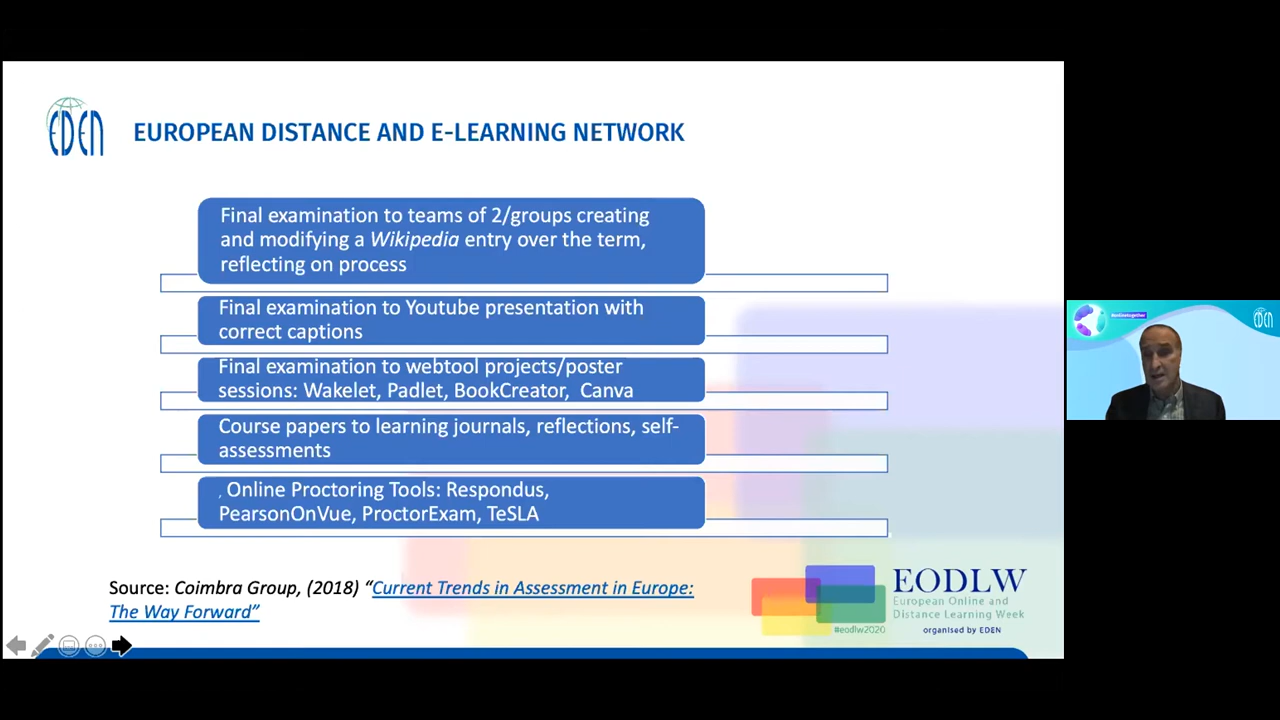 EDEN
EUROPEAN DISTANCE AND E-LEARNING NETWORK
Final examination to teams of 2/groups creating
and modifying a Wikipedia entry over the term,
reflecting on process
Final examination to Youtube presentation with
correct captions
Final examination to webtool projects/poster
sessions: Wakelet, Padlet, BookCreator, Canva
Course papers to learning journals, reflections, self-
assessments
, Online Proctoring Tools: Respondus,
PearsonOnVue, ProctorExam, TeSLA
Source: Coimbra Group, (2018) “Current Trends in Assessment in Europe:
The Way Forward”
EODLW
European Online and
Distance Learning Week
#eodlw2020
organised by EDEN
#onlinetogether
EDEN